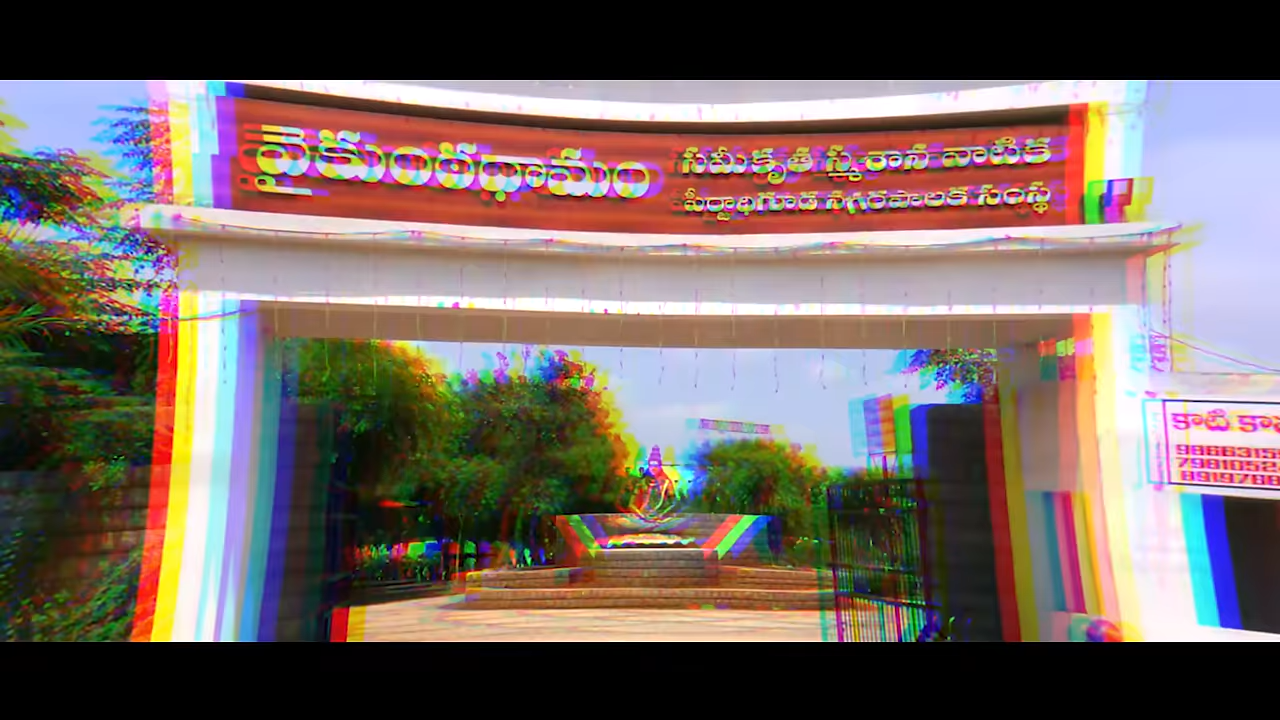 వైకుంఠధామం
సమీకృత స్మశాన వాటిక
పీర్జాదిగూడ నగరపాలక సంస్థ
కాటి కా